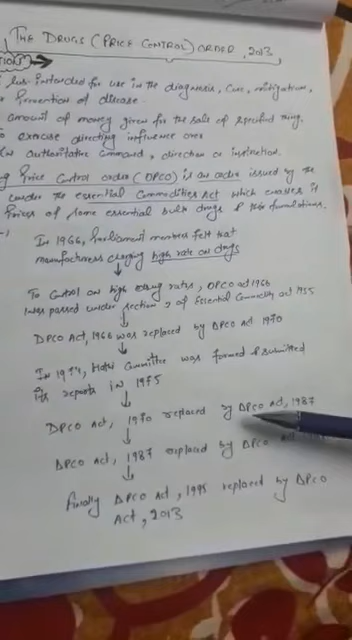 THE DRUGS (PRICE CONTROL) ORDER, 2013
intended for use in the diagnosis, Cure, mitigation,
Prevention of disease.
amount of money given for the sale of specified thing.
exercise directing influence over
Authoritative Command, direction or instruction.
Price Control order (DPCO) is an order issued by the
under the essential Commodities Act which
Prices of some essential bulk drugs & formulations.
In 1966, Parliament members felt that
manufacturers charging high rate on drugs
To Control on high rates, DPCO act 1966
was passed under section 3 of Essential Commodity act 1955
DPCO Act, 1966 was replaced by DPCO Act 1970
In 1974, Hathi Committee was formed & submitted
its reports in 1975
DPCO Act, 1970 replaced by DPCO Act, 1987
DPCO Act, 1987 replaced by DPCO Act
Finally DPCO Act, 1995 replaced by DPCO
Act, 2013